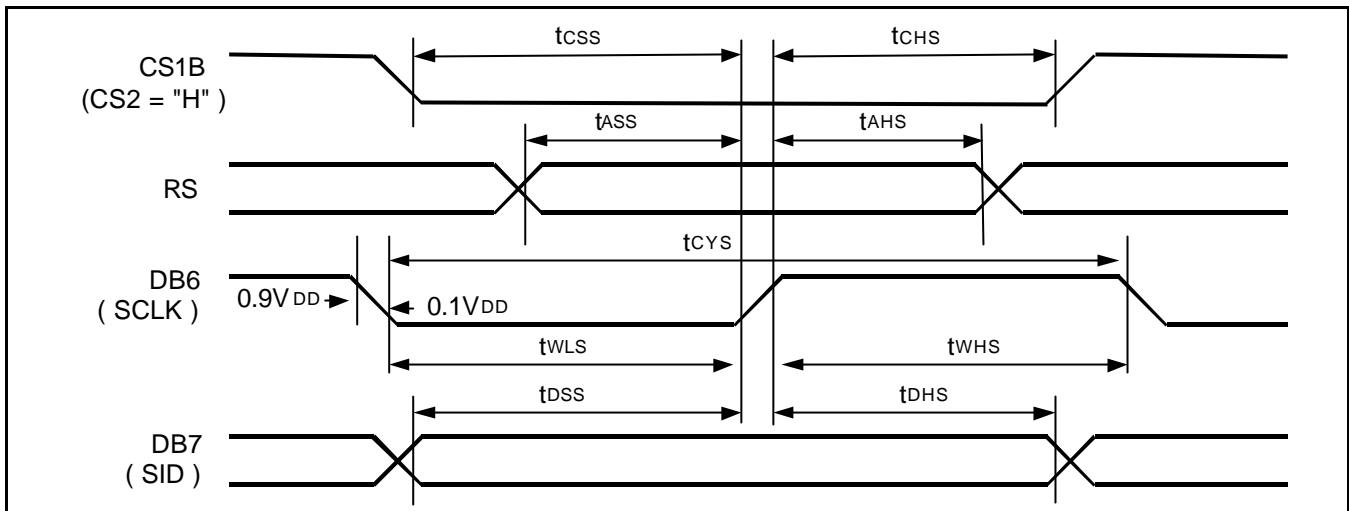 tCSS
tCHS
CS1B
(CS2 = "H" )
tASS
tAHS
RS
tCYS
DB6
( SCLK )
0.9VDD
0.1VDD
tWLS
tWHS
tDSS
tDHS
DB7
( SID )